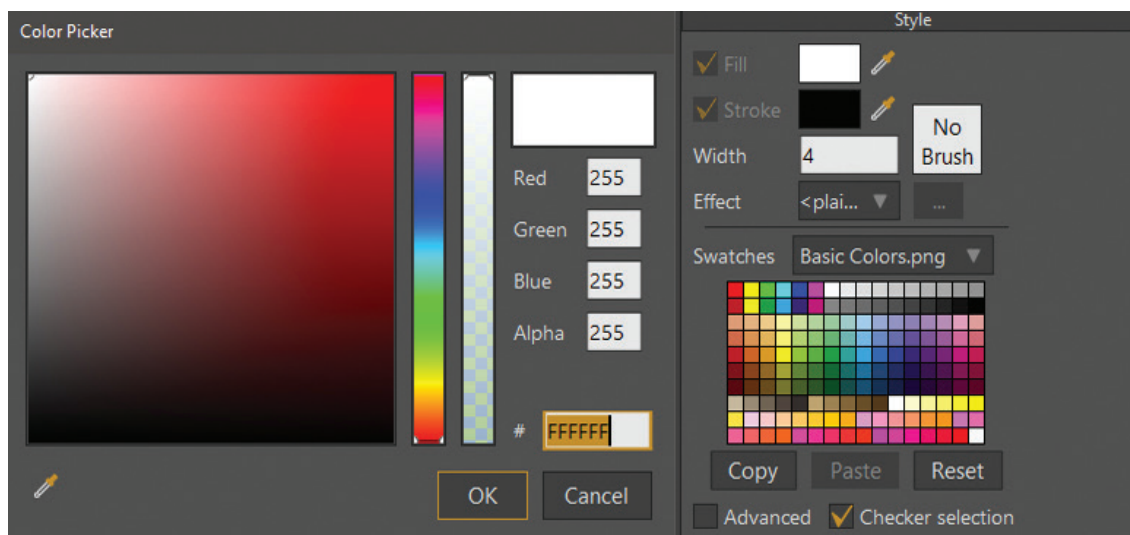 Color Picker
Red 255
Green 255
Blue 255
Alpha 255
# FFFFFF
OK Cancel
Style
Fill
Stroke
No
Brush
Width 4
Effect <plai... ...
Swatches Basic Colors.png
Copy Paste Reset
Advanced Checker selection